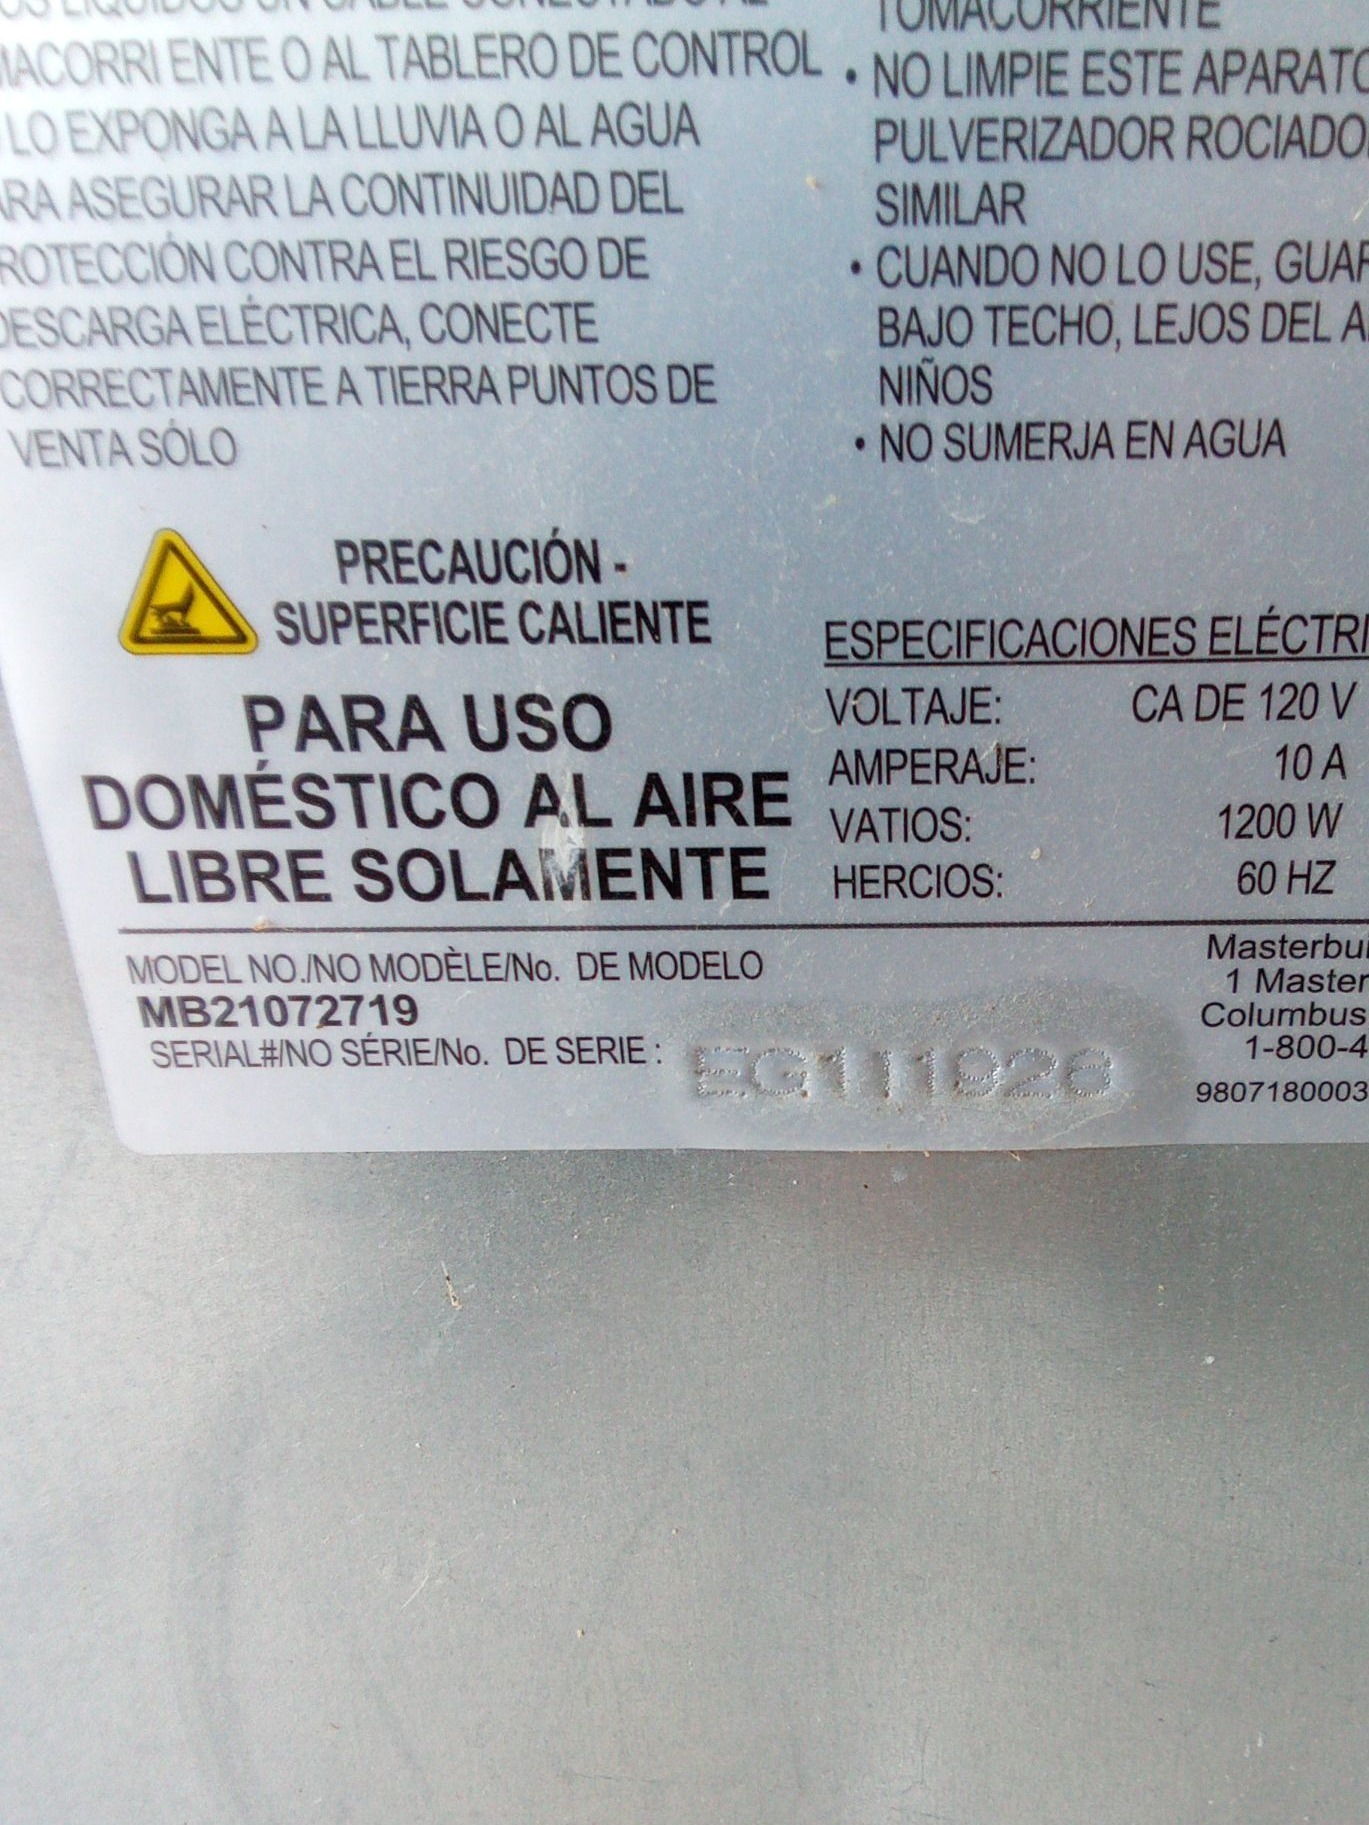 UN CABLE CONECTADO AL
ENTE O AL TABLERO DE CONTROL
LO EXPONGA A LA LLUVIA O AL AGUA
ASEGURAR LA CONTINUIDAD DEL
ROTECCIÓN CONTRA EL RIESGO DE
DESCARGA ELÉCTRICA, CONECTE
CORRECTAMENTE A TIERRA PUNTOS DE
VENTA SÓLO
TOMACORRIENTE
• NO LIMPIE ESTE APARATO
PULVERIZADOR ROCIADO
SIMILAR
• CUANDO NO LO USE, GUAR
BAJO TECHO, LEJOS DEL A
NIÑOS
• NO SUMERJA EN AGUA
PRECAUCIÓN -
SUPERFICIE CALIENTE
PARA USO
DOMÉSTICO AL AIRE
LIBRE SOLAMENTE
ESPECIFICACIONES ELÉCTRI
VOLTAJE: CA DE 120 V
AMPERAJE: 10 A
VATIOS: 1200 W
HERCIOS: 60 HZ
MODEL NO./NO MODÈLE/No. DE MODELO
MB21072719
SERIAL#/NO SÉRIE/No. DE SERIE :
Masterbui
1 Master
Columbus
1-800-4
9807180003